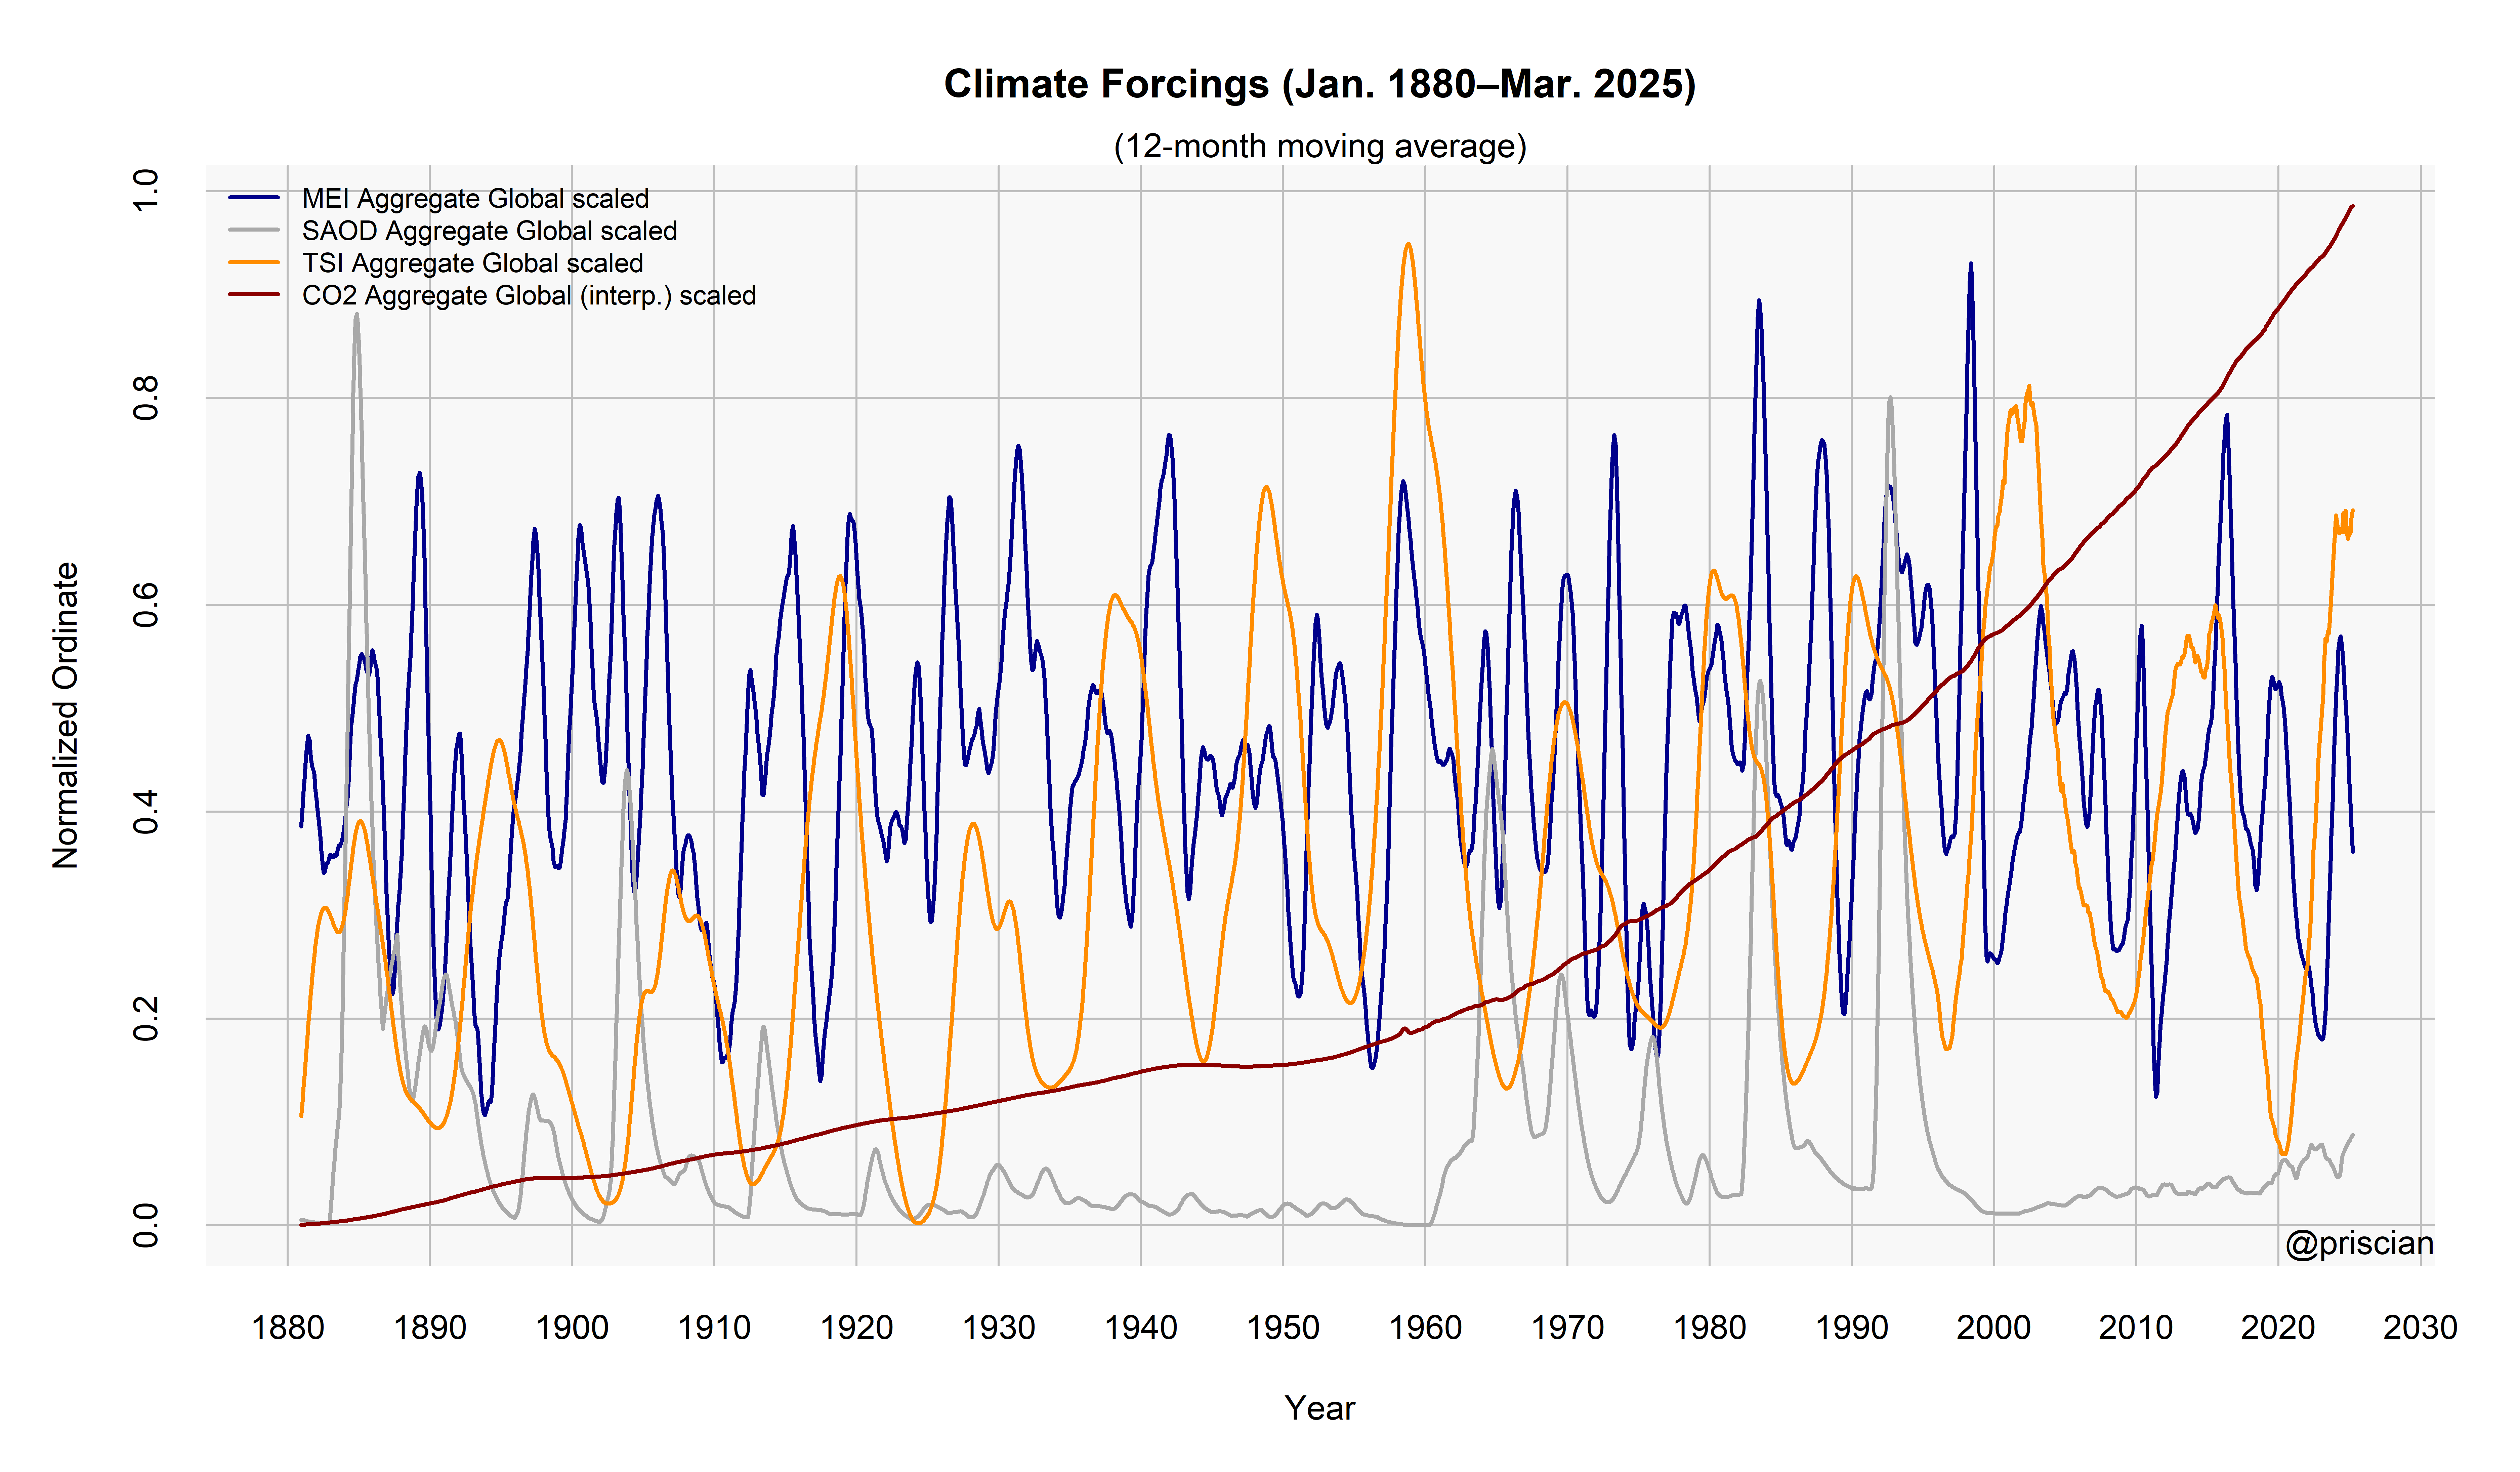 Climate Forcings (Jan. 1880–Mar. 2025)
(12-month moving average)
MEI Aggregate Global scaled
SAOD Aggregate Global scaled
TSI Aggregate Global scaled
CO2 Aggregate Global (interp.) scaled
Normalized Ordinate
1.0
0.8
0.6
0.4
0.2
0.0
@priscian
1880 1890 1900 1910 1920 1930 1940 1950 1960 1970 1980 1990 2000 2010 2020 2030
Year